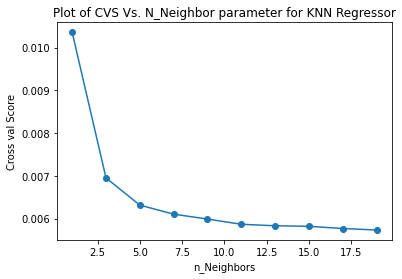 Plot of CVS Vs. N_Neighbor parameter for KNN Regressor
0.010
0.009
0.008
0.007
0.006
Cross val Score
2.5 5.0 7.5 10.0 12.5 15.0 17.5
n_Neighbors